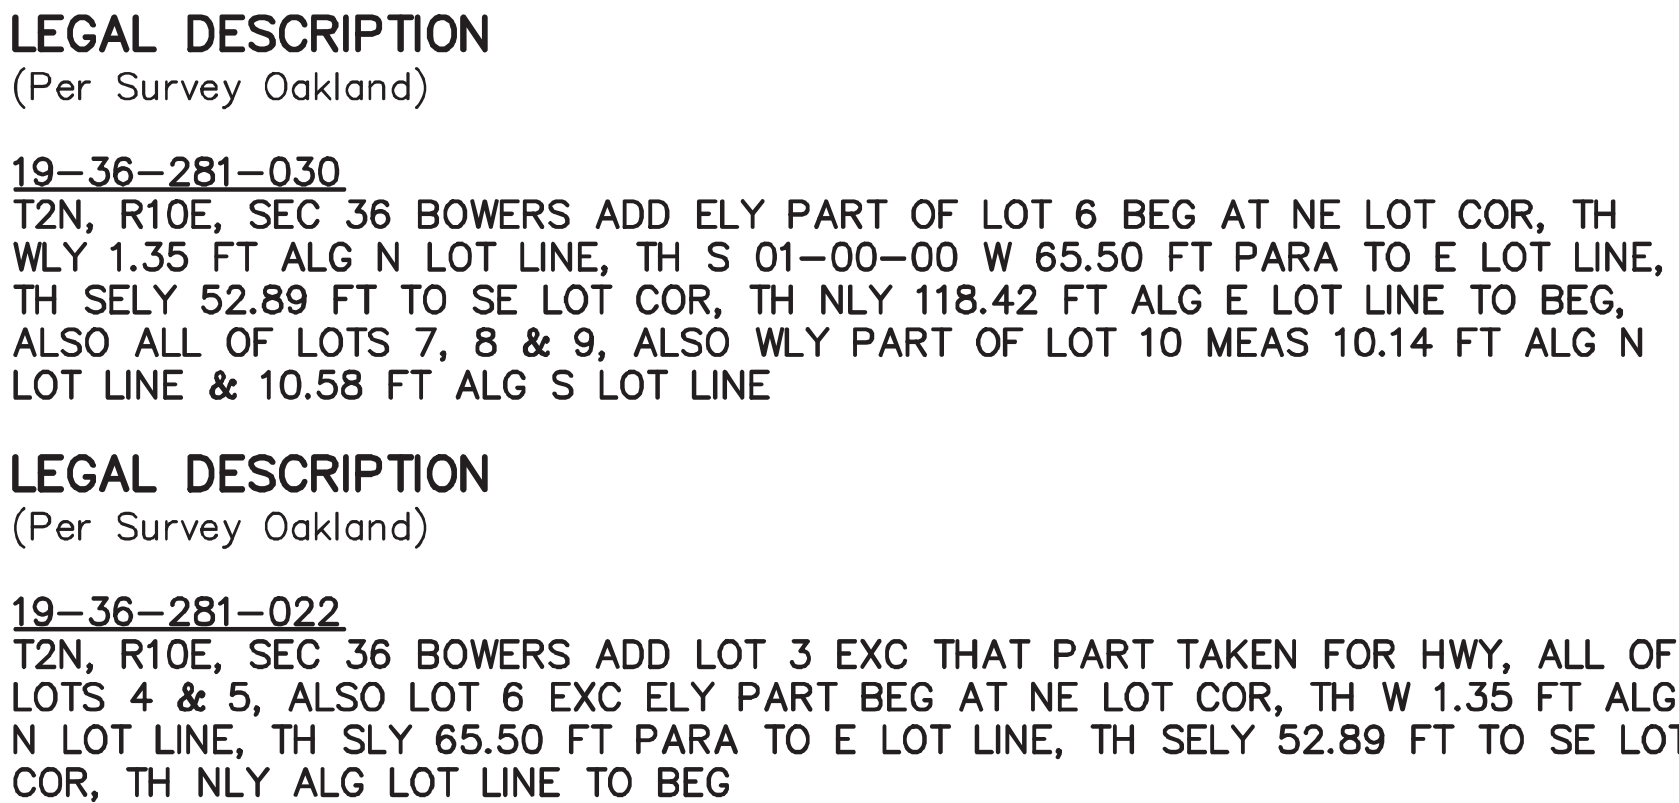 LEGAL DESCRIPTION
(Per Survey Oakland)
19-36-281-030
T2N, R10E, SEC 36 BOWERS ADD ELY PART OF LOT 6 BEG AT NE LOT COR, TH
WLY 1.35 FT ALG N LOT LINE, TH S 01-00-00 W 65.50 FT PARA TO E LOT LINE,
TH SELY 52.89 FT TO SE LOT COR, TH NLY 118.42 FT ALG E LOT LINE TO BEG,
ALSO ALL OF LOTS 7, 8 & 9, ALSO WLY PART OF LOT 10 MEAS 10.14 FT ALG N
LOT LINE & 10.58 FT ALG S LOT LINE
LEGAL DESCRIPTION
(Per Survey Oakland)
19-36-281-022
T2N, R10E, SEC 36 BOWERS ADD LOT 3 EXC THAT PART TAKEN FOR HWY, ALL OF
LOTS 4 & 5, ALSO LOT 6 EXC ELY PART BEG AT NE LOT COR, TH W 1.35 FT ALG
N LOT LINE, TH SLY 65.50 FT PARA TO E LOT LINE, TH SELY 52.89 FT TO SE LOT
COR, TH NLY ALG LOT LINE TO BEG